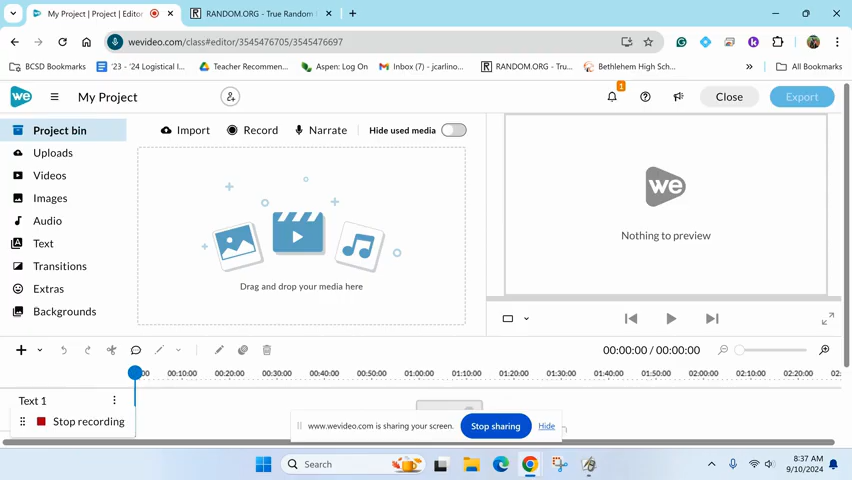 My Project | My Project | Editor
RANDOM.ORG - True Random
wevideo.com/class#editor/3545476705/3545476697
BCSD Bookmarks
'23 - '24 Logistical I...
Teacher Recommen...
Aspen: Log On
Inbox (7) - jcarlino...
RANDOM.ORG - Tru...
Bethlehem High Sch...
»
All Bookmarks
we
My Project
1
Close
Export
Project bin
Import
Record
Narrate
Hide used media
Uploads
Videos
Images
Audio
Text
Transitions
Extras
Backgrounds
Drag and drop your media here
we
Nothing to preview
00:00:00 / 00:00:00
:00
00:10:00
00:20:00
00:30:00
00:40:00
00:50:00
01:00:00
01:10:00
01:20:00
01:30:00
01:40:00
01:50:00
02:00:00
02:10:00
02:20:00
02:
Text 1
Stop recording
www.wevideo.com is sharing your screen.
Stop sharing
Hide
Search
8:37 AM
9/10/2024